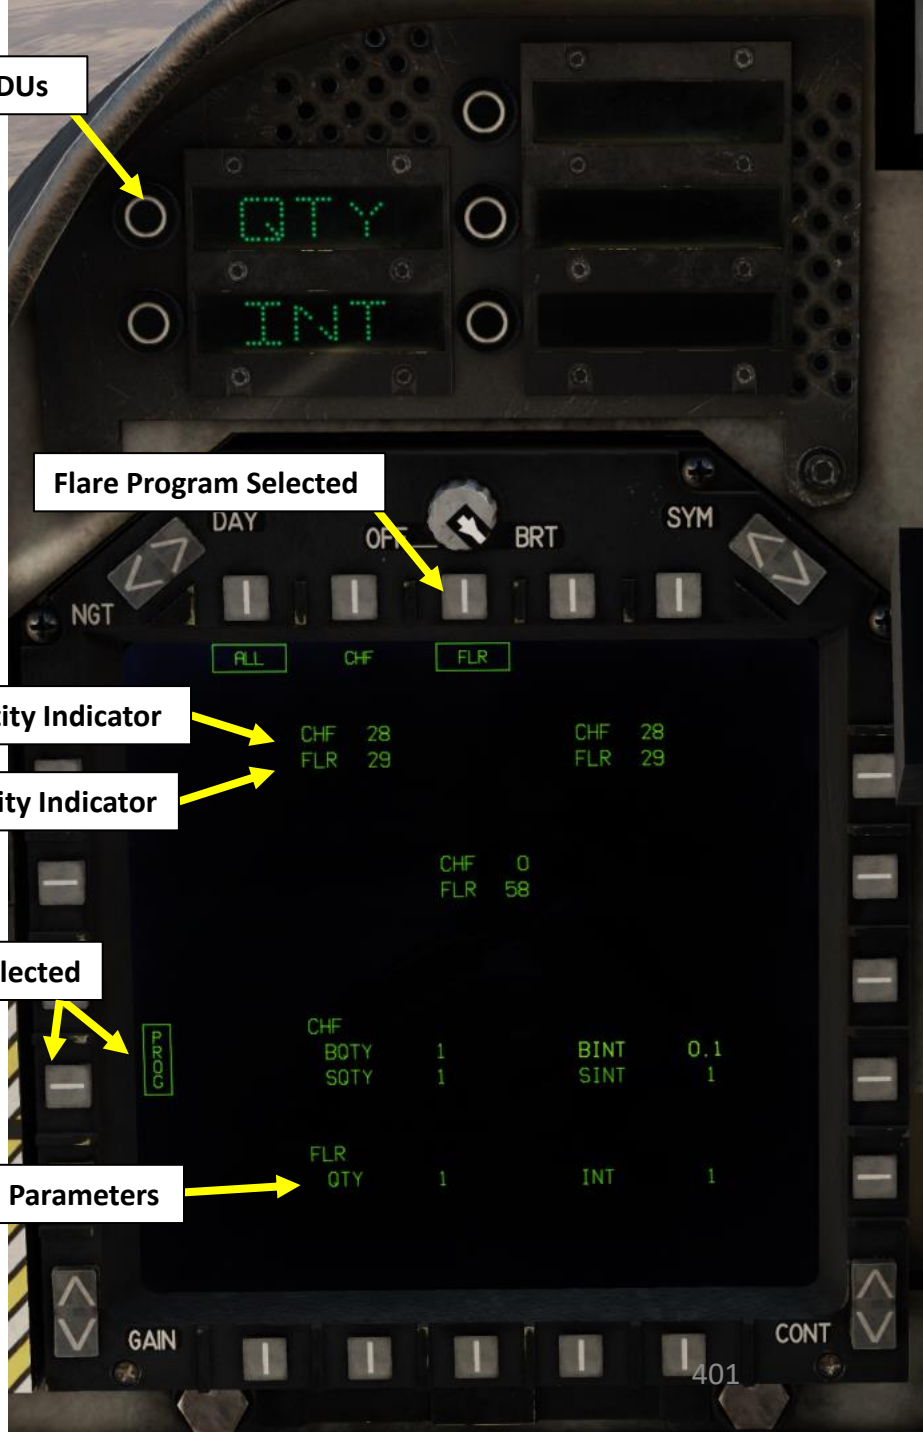 DUs
QTY
INT
Flare Program Selected
DAY
OFF
BRT
SYM
NGT
ALL CHF FLR
tity Indicator
CHF 28 CHF 28
FLR 29 FLR 29
ity Indicator
CHF 0
FLR 58
lected
PROG
CHF
BQTY 1 BINT 0.1
SQTY 1 SINT 1
FLR
QTY 1 INT 1
Parameters
GAIN
CONT
401